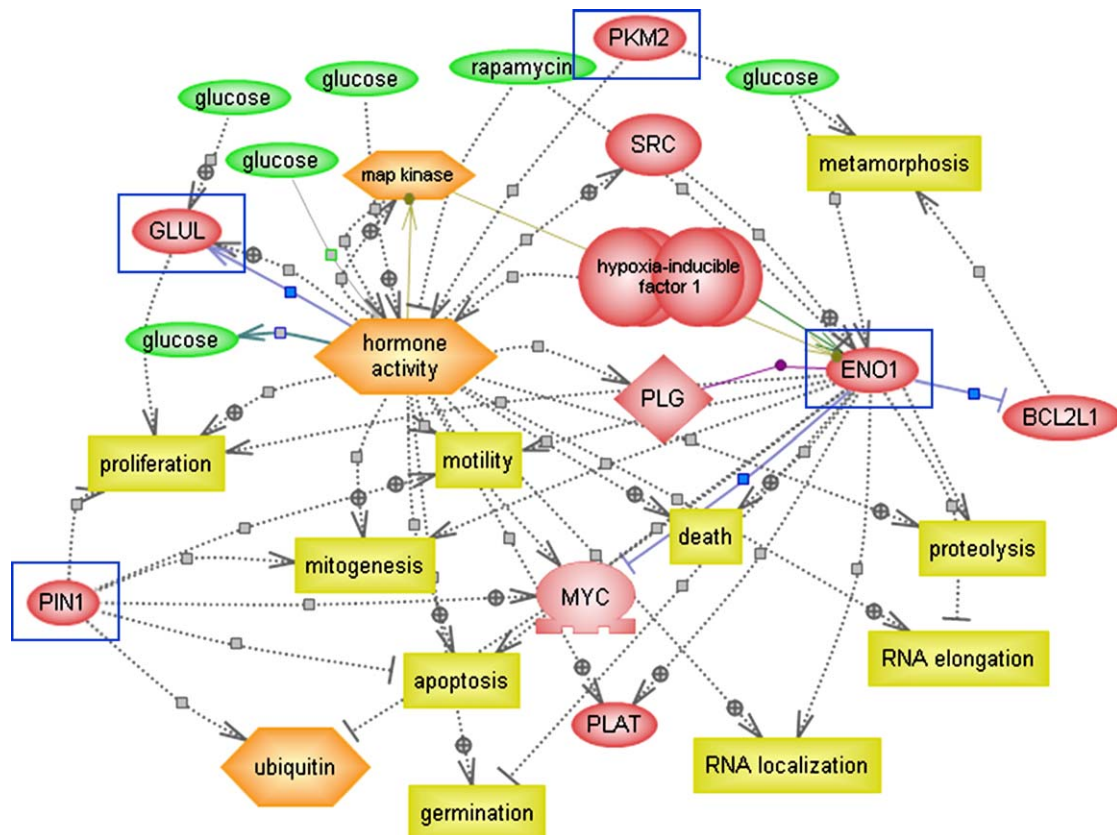 PKM2
rapamycin
glucose
glucose
glucose
SRC
glucose
metamorphosis
map kinase
GLUL
hypoxia-inducible
factor 1
glucose
hormone
activity
ENO1
PLG
BCL2L1
proliferation
motility
death
proteolysis
mitogenesis
PIN1
MYC
RNA elongation
apoptosis
PLAT
ubiquitin
RNA localization
germination